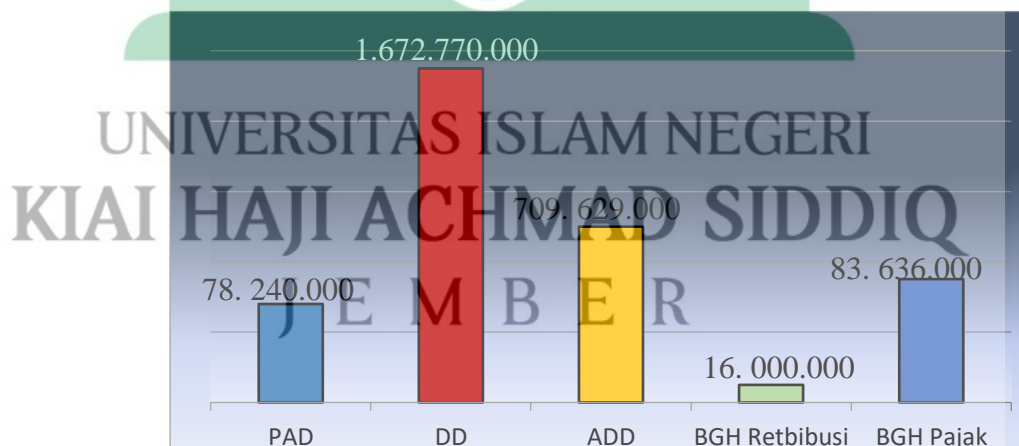 1.672.770.000
UNIVERSITAS ISLAM NEGERI
KIAI HAJI ACHMAD SIDDIQ
709. 629.000
83. 636.000
78. 240.000
J E M B E R
16. 000.000
PAD DD ADD BGH Retbibusi BGH Pajak